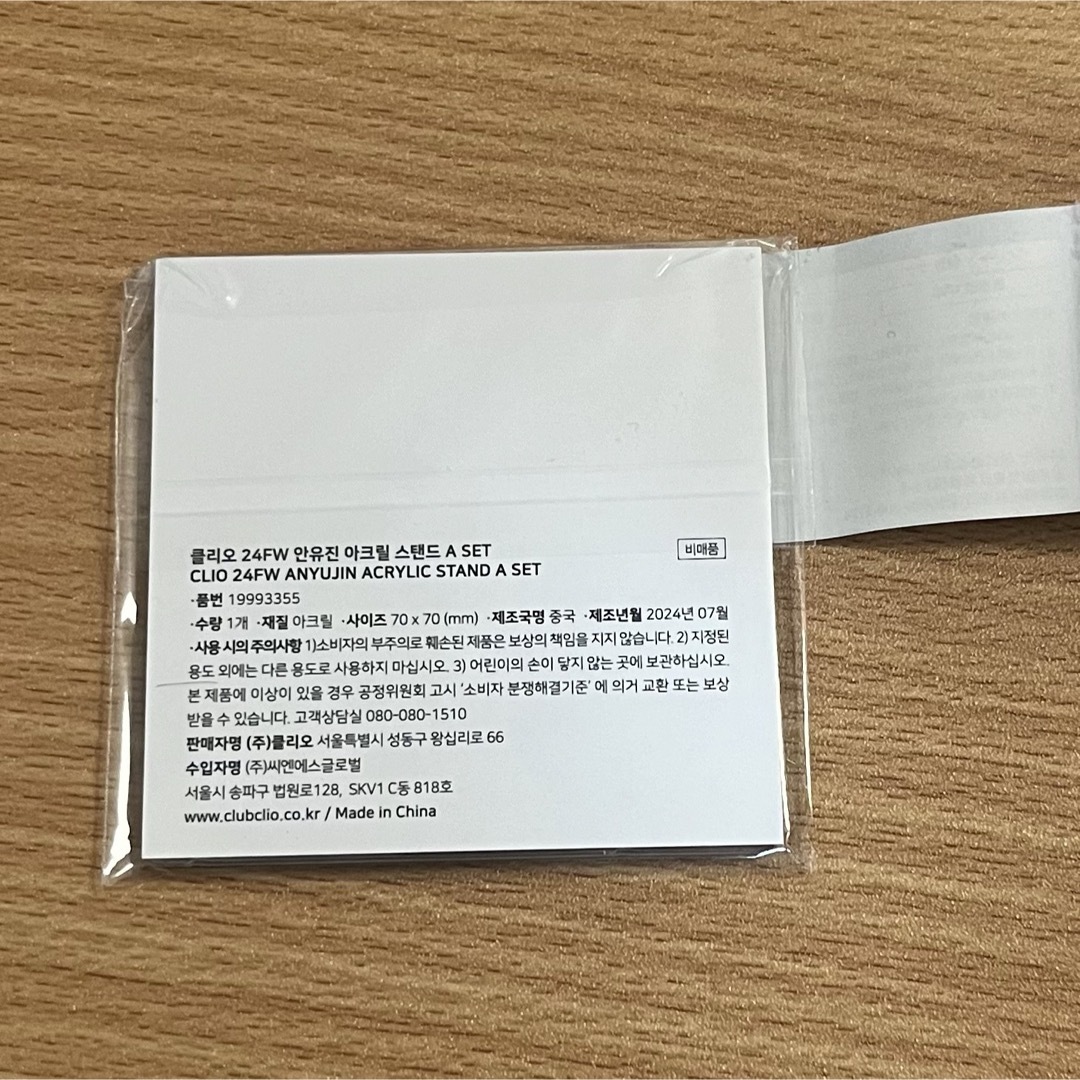 클리오 24FW 안유진 아크릴 스탠드 A SET
비매품
CLIO 24FW ANYUJIN ACRYLIC STAND A SET
·품번 19993355
·수량 1개 ·재질 아크릴 ·사이즈 70 x 70 (mm) ·제조국명 중국 ·제조년월 2024년 07월
·사용 시의 주의사항 1)소비자의 부주의로 훼손된 제품은 보상의 책임을 지지 않습니다. 2) 지정된
용도 외에는 다른 용도로 사용하지 마십시오. 3) 어린이의 손이 닿지 않는 곳에 보관하십시오.
본 제품에 이상이 있을 경우 공정위원회 고시 '소비자 분쟁해결기준' 에 의거 교환 또는 보상
받을 수 있습니다. 고객상담실 080-080-1510
판매자명 (주)클리오 서울특별시 성동구 왕십리로 66
수입자명 (주)씨엔에스글로벌
서울시 송파구 법원로128, SKV1 C동 818호
www.clubclio.co.kr / Made in China